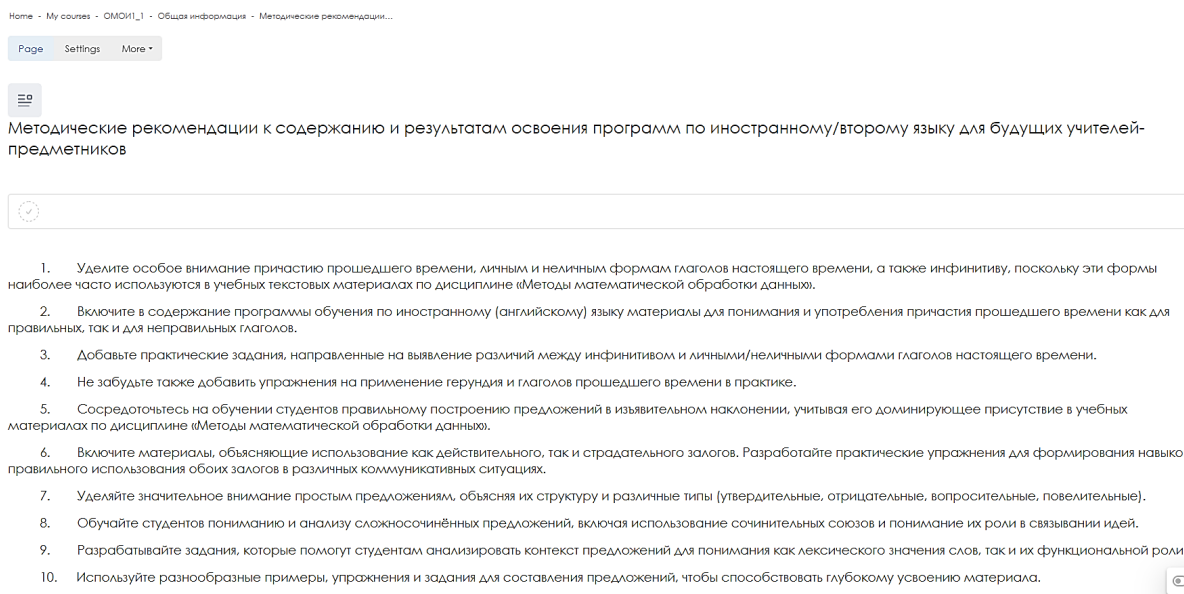 Home - My courses - ОМОИ1_1 - Общая информация - Методические рекомендации...
Page Settings More
Методические рекомендации к содержанию и результатам освоения программ по иностранному/второму языку для будущих учителей-
предметников
1. Уделите особое внимание причастию прошедшего времени, личным и неличным формам глаголов настоящего времени, а также инфинитиву, поскольку эти формы
наиболее часто используются в учебных текстовых материалах по дисциплине «Методы математической обработки данных».
2. Включите в содержание программы обучения по иностранному (английскому) языку материалы для понимания и употребления причастия прошедшего времени как для
правильных, так и для неправильных глаголов.
3. Добавьте практические задания, направленные на выявление различий между инфинитивом и личными/неличными формами глаголов настоящего времени.
4. Не забудьте также добавить упражнения на применение герундия и глаголов прошедшего времени в практике.
5. Сосредоточьтесь на обучении студентов правильному построению предложений в изъявительном наклонении, учитывая его доминирующее присутствие в учебных
материалах по дисциплине «Методы математической обработки данных».
6. Включите материалы, объясняющие использование как действительного, так и страдательного залогов. Разработайте практические упражнения для формирования навыко
правильного использования обоих залогов в различных коммуникативных ситуациях.
7. Уделяйте значительное внимание простым предложениям, объясняя их структуру и различные типы (утвердительные, отрицательные, вопросительные, повелительные).
8. Обучайте студентов пониманию и анализу сложносочинённых предложений, включая использование сочинительных союзов и понимание их роли в связывании идей.
9. Разрабатывайте задания, которые помогут студентам анализировать контекст предложений для понимания как лексического значения слов, так и их функциональной роли
10. Используйте разнообразные примеры, упражнения и задания для составления предложений, чтобы способствовать глубокому усвоению материала.